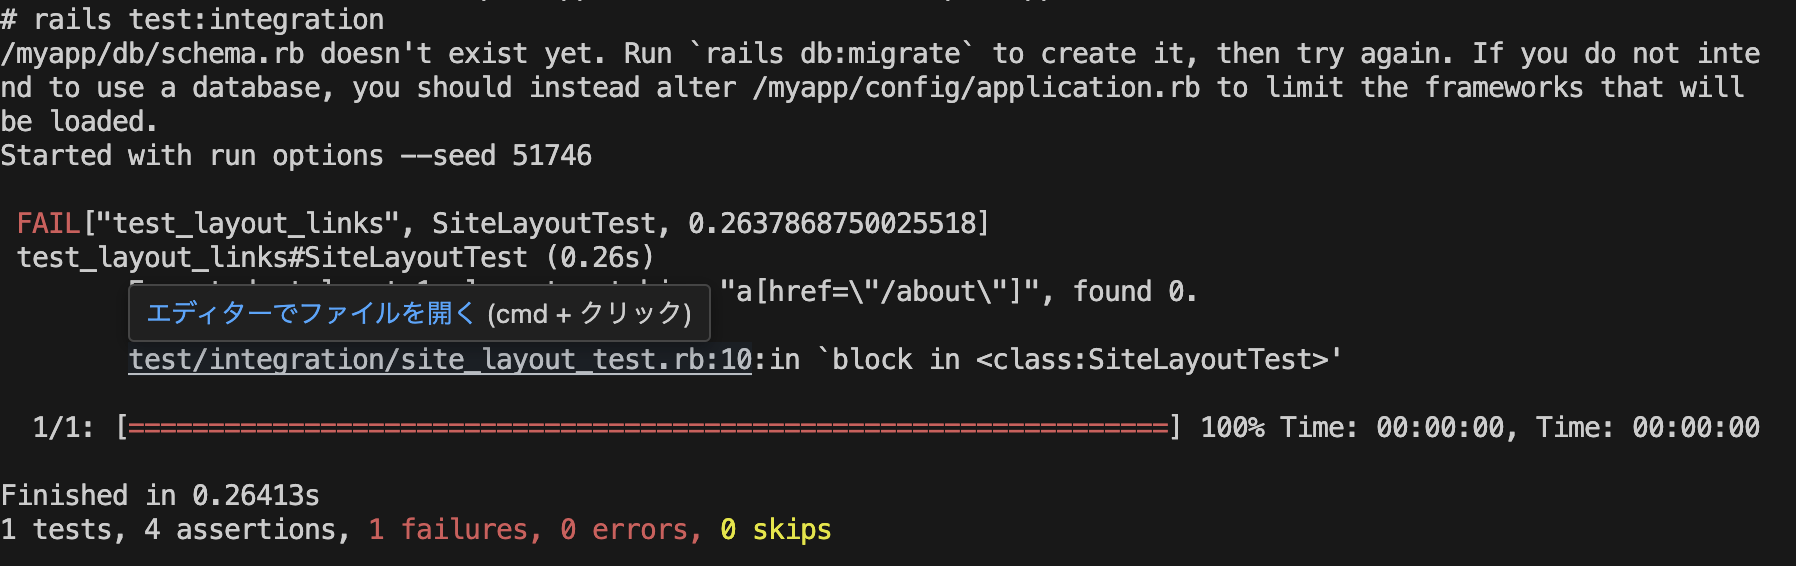 # rails test:integration
/myapp/db/schema.rb doesn't exist yet. Run `rails db:migrate` to create it, then try again. If you do not inte
nd to use a database, you should instead alter /myapp/config/application.rb to limit the frameworks that will
be loaded.
Started with run options --seed 51746
FAIL["test_layout_links", SiteLayoutTest, 0.2637868750025518]
test_layout_links#SiteLayoutTest (0.26s)
"a[href=\"/about\"]", found 0.
エディターでファイルを開く (cmd + クリック)
test/integration/site_layout_test.rb:10:in `block in <class:SiteLayoutTest>'
1/1: [=================================================================] 100% Time: 00:00:00, Time: 00:00:00
Finished in 0.26413s
1 tests, 4 assertions, 1 failures, 0 errors, 0 skips